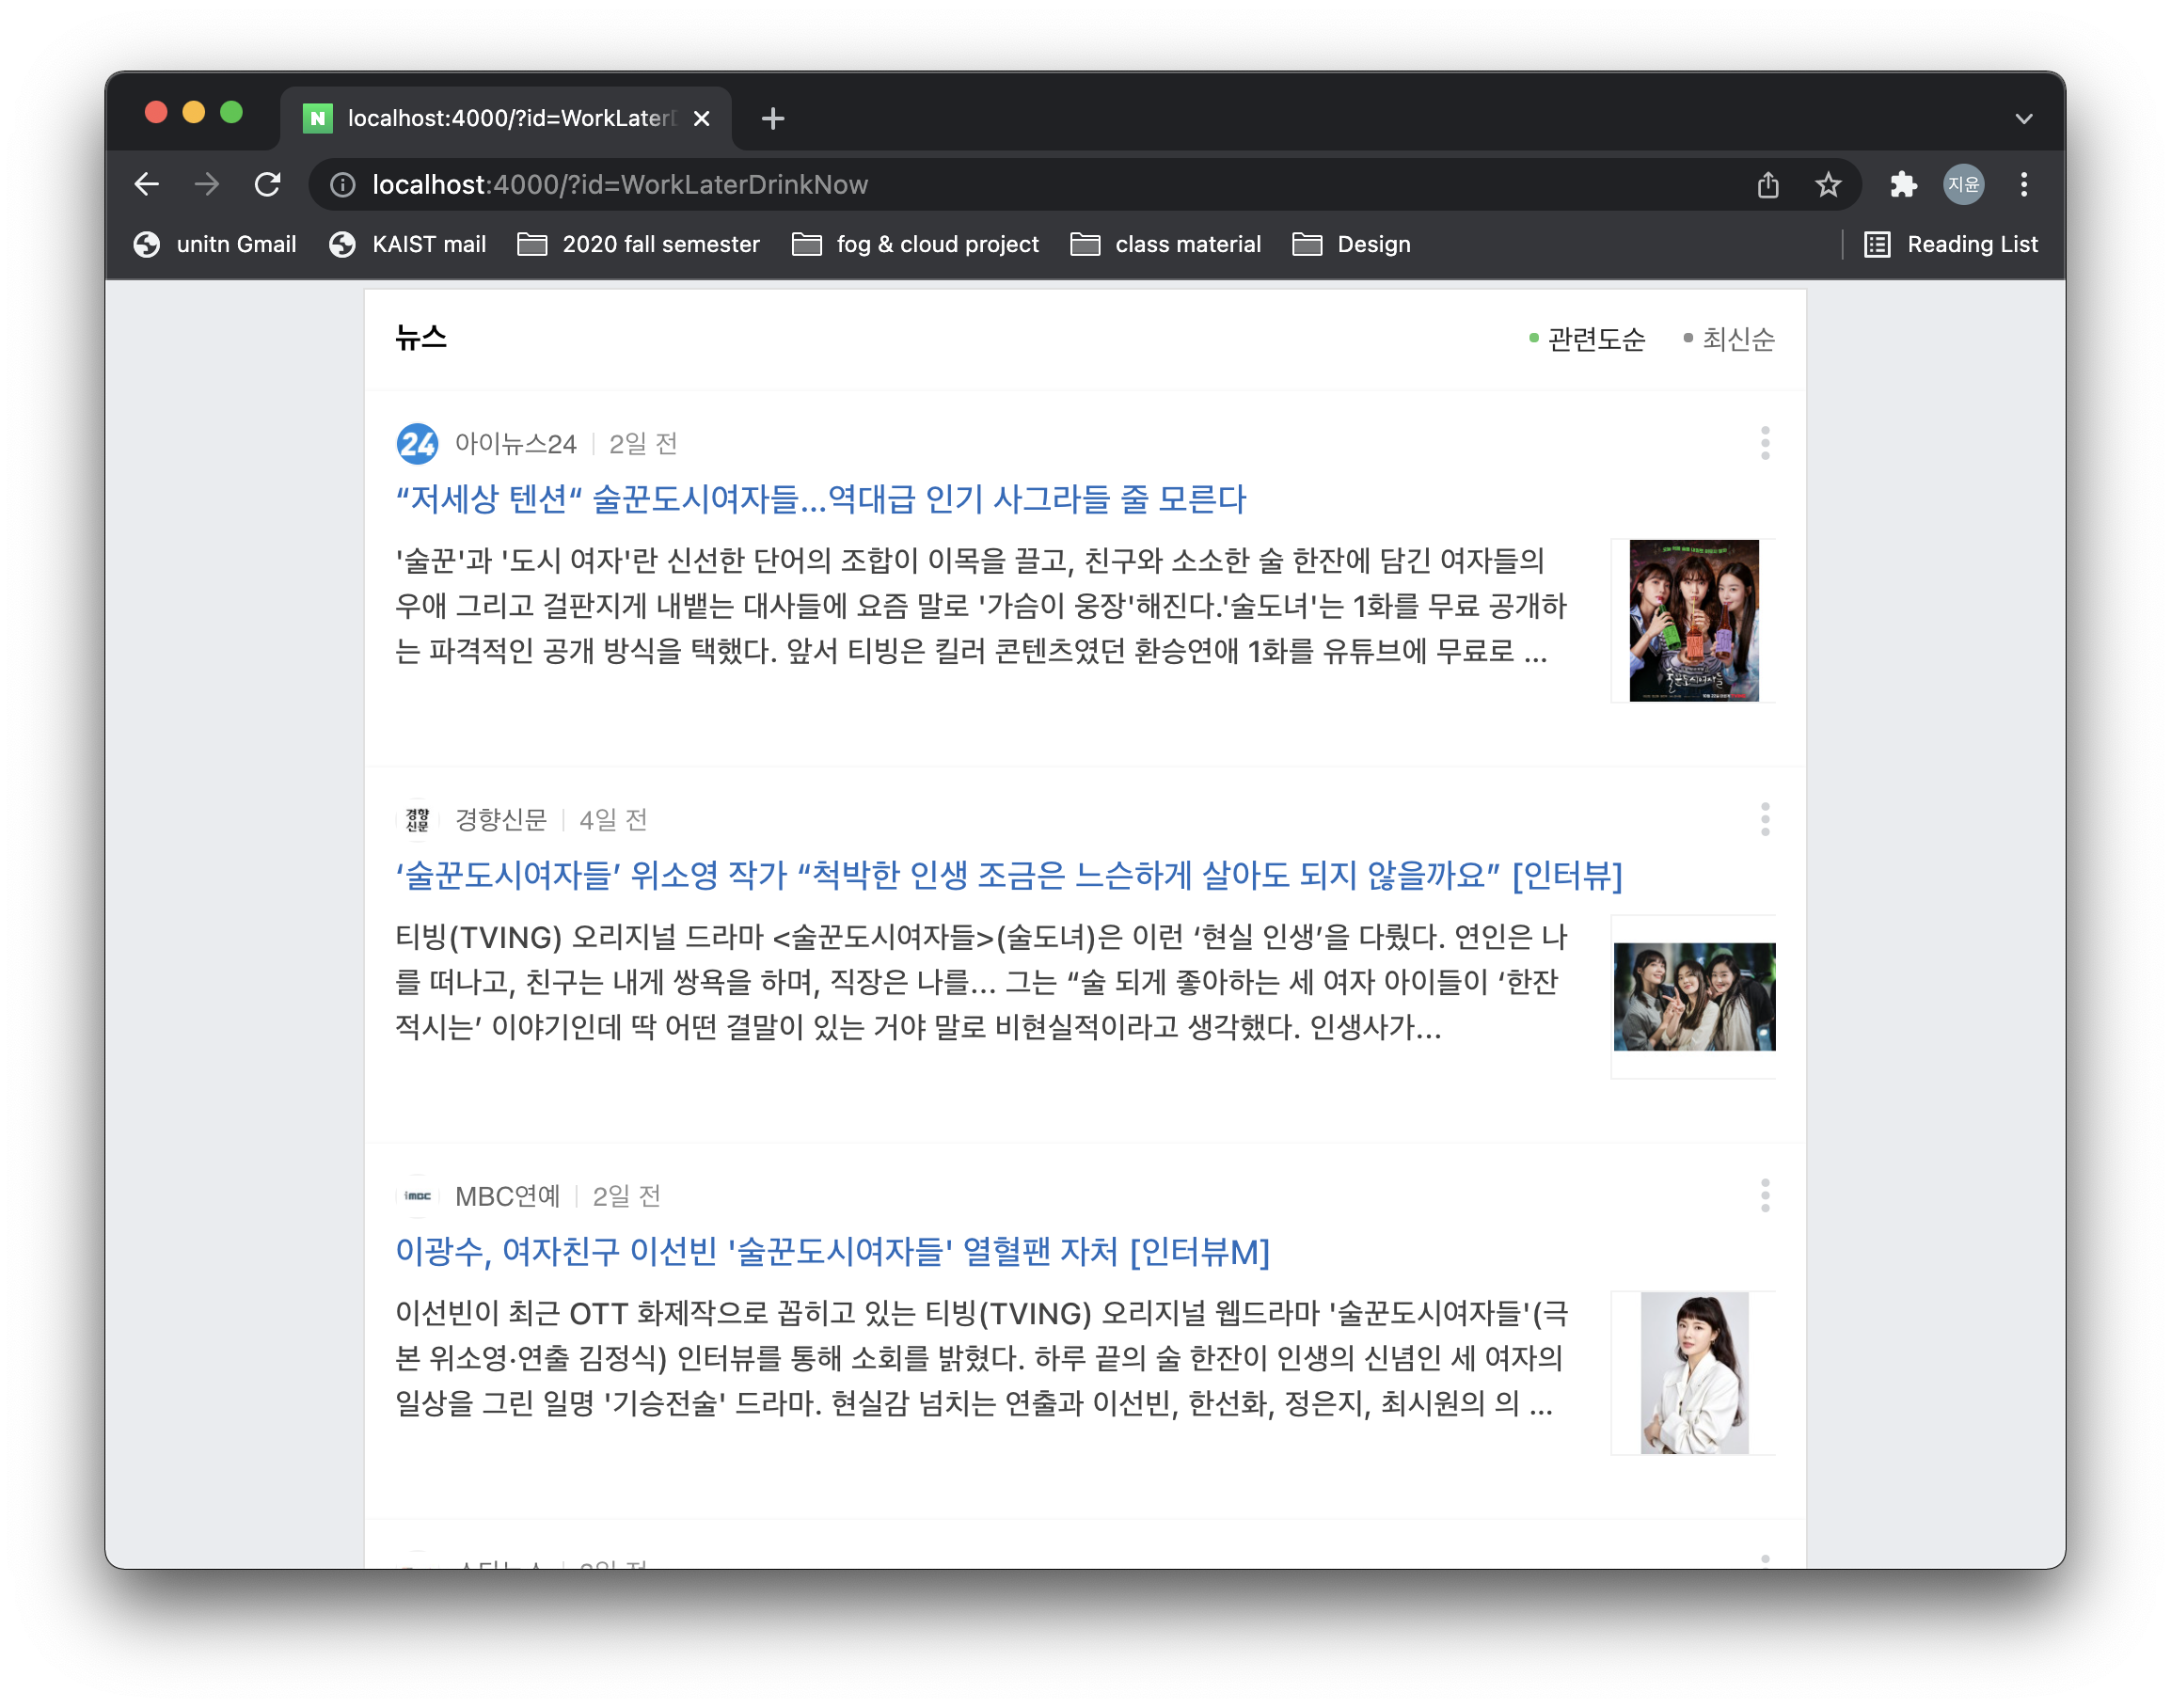 localhost:4000/?id=WorkLater
localhost:4000/?id=WorkLaterDrinkNow
지윤
unitn Gmail
KAIST mail
2020 fall semester
fog & cloud project
class material
Design
Reading List
뉴스
관련도순
최신순
24
아이뉴스24
2일 전
“저세상 텐션“ 술꾼도시여자들...역대급 인기 사그라들 줄 모른다
'술꾼'과 '도시 여자'란 신선한 단어의 조합이 이목을 끌고, 친구와 소소한 술 한잔에 담긴 여자들의
우애 그리고 걸판지게 내뱉는 대사들에 요즘 말로 '가슴이 웅장'해진다.'술도녀'는 1화를 무료 공개하
는 파격적인 공개 방식을 택했다. 앞서 티빙은 킬러 콘텐츠였던 환승연애 1화를 유튜브에 무료로 ...
술꾼도시여자들
경향
신문
경향신문
4일 전
‘술꾼도시여자들’ 위소영 작가 “척박한 인생 조금은 느슨하게 살아도 되지 않을까요” [인터뷰]
티빙(TVING) 오리지널 드라마 <술꾼도시여자들>(술도녀)은 이런 ‘현실 인생’을 다뤘다. 연인은 나
를 떠나고, 친구는 내게 쌍욕을 하며, 직장은 나를... 그는 “술 되게 좋아하는 세 여자 아이들이 ‘한잔
적시는’ 이야기인데 딱 어떤 결말이 있는 거야 말로 비현실적이라고 생각했다. 인생사가...
iMBC
MBC연예
2일 전
이광수, 여자친구 이선빈 '술꾼도시여자들' 열혈팬 자처 [인터뷰M]
이선빈이 최근 OTT 화제작으로 꼽히고 있는 티빙(TVING) 오리지널 웹드라마 '술꾼도시여자들'(극
본 위소영·연출 김정식) 인터뷰를 통해 소회를 밝혔다. 하루 끝의 술 한잔이 인생의 신념인 세 여자의
일상을 그린 일명 '기승전술' 드라마. 현실감 넘치는 연출과 이선빈, 한선화, 정은지, 최시원의 의 ...